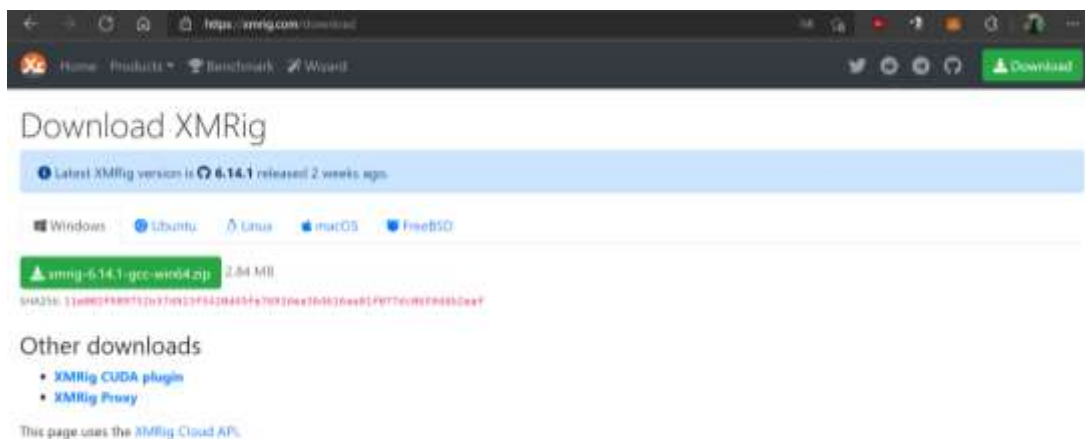 https://xmrig.com/download
Home Products Benchmark Wizard
Download
Download XMRig
Latest XMRig version is 6.14.1 released 2 weeks ago.
Windows Ubuntu Linux macOS FreeBSD
xmrig-6.14.1-gcc-win64.zip 2.84 MB
SHA256:
Other downloads
XMRig CUDA plugin
XMRig Proxy
This page uses the XMRig Cloud API.